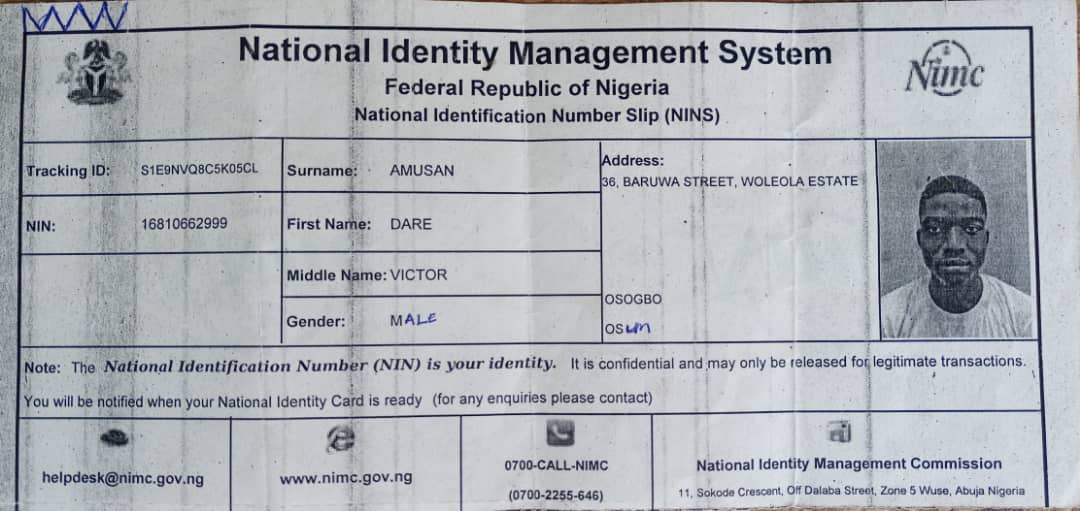 National Identity Management System
Federal Republic of Nigeria
National Identification Number Slip (NINS)
Nimc
Tracking ID: S1E9NVQ8C5K05CL
Surname: AMUSAN
Address:
36, BARUWA STREET, WOLEOLA ESTATE
NIN: 16810662999
First Name: DARE
Middle Name: VICTOR
OSOGBO
Gender: MALE
OSUN
Note: The National Identification Number (NIN) is your identity. It is confidential and may only be released for legitimate transactions.
You will be notified when your National Identity Card is ready (for any enquiries please contact)
helpdesk@nimc.gov.ng
www.nimc.gov.ng
0700-CALL-NIMC
(0700-2255-646)
National Identity Management Commission
11, Sokode Crescent, Off Dalaba Street, Zone 5 Wuse, Abuja Nigeria